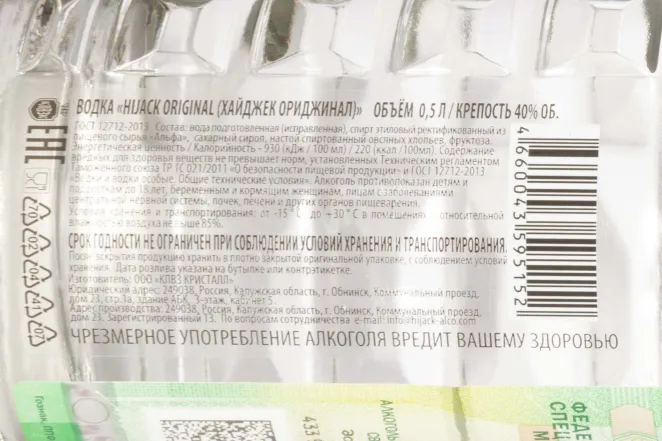 ВОДКА «HIJACK ORIGINAL (ХАЙДЖЕК ОРИДЖИНАЛ)» ОБЪЁМ 0,5 Л / КРЕПОСТЬ 40% ОБ.
ГОСТ 12712-2013 Состав: вода подготовленная (исправленная), спирт этиловый ректификованный из
пищевого сырья «Альфа», сахарный сироп, настой спиртованный овсяных хлопьев, фруктоза.
Энергетическая ценность / Калорийность - 930 (кДж / 100 мл) / 220 (ккал /100мл). Содержание
вредных для здоровья веществ не превышает норм, установленных Техническим регламентом
Таможенного союза ТР ТС 021/2011 «О безопасности пищевой продукции» и ГОСТ 12712-2013
«Водки и водки особые. Общие технические условия». Алкоголь противопоказан детям и
подросткам до 18 лет, беременным и кормящим женщинам, лицам с заболеваниями
центральной нервной системы, почек, печени и других органов пищеварения.
Условия хранения и транспортирования: от -15°С до +30°С в помещениях относительной
влажностью воздуха не выше 85%.
СРОК ГОДНОСТИ НЕ ОГРАНИЧЕН ПРИ СОБЛЮДЕНИИ УСЛОВИЙ ХРАНЕНИЯ И ТРАНСПОРТИРОВАНИЯ.
После вскрытия продукцию хранить в плотно закрытой оригинальной упаковке, с соблюдением условий
хранения. Дата розлива указана на бутылке или контрэтикетке.
Изготовитель: ООО «КЛВЗ КРИСТАЛЛ»
Юридический адрес: 249038, Россия, Калужская область, г. Обнинск, Коммунальный проезд,
дом 23, стр.1а, здание АБК, 3-этаж, кабинет 5.
Адрес производства: 249038, Россия, Калужская область, г. Обнинск, Коммунальный проезд,
дом 23. Зарегистрированный 13. По вопросам сотрудничества e-mail: info@hijack-alco.com
ЧРЕЗМЕРНОЕ УПОТРЕБЛЕНИЕ АЛКОГОЛЯ ВРЕДИТ ВАШЕМУ ЗДОРОВЬЮ
4660043595152
ЕАС
АЛКОГОЛЬ
433
ФЕДЕ
СПЕЦ